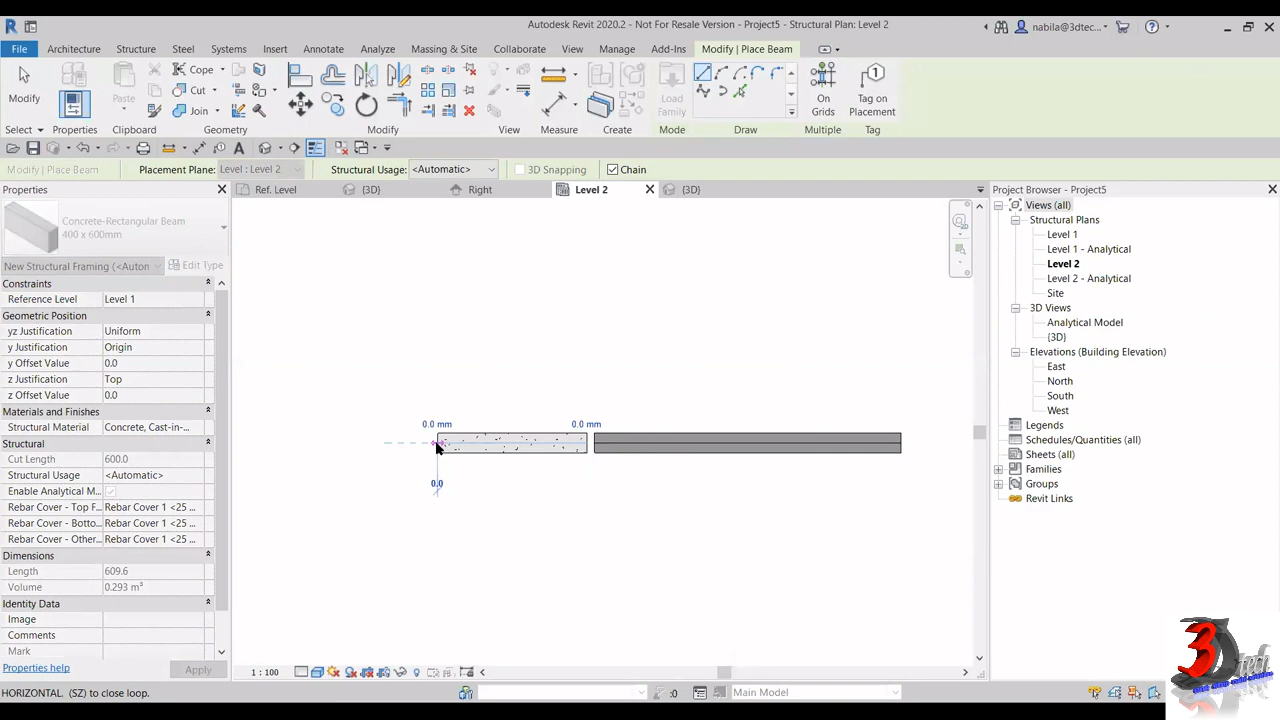 Autodesk Revit 2020.2 - Not For Resale Version - Project5 - Structural Plan: Level 2
nabila@3dtec...
File Architecture Structure Steel Systems Insert Annotate Analyze Massing & Site Collaborate View Manage Add-Ins Modify | Place Beam
Modify Paste Cope Cut Join Load Family On Grids Tag on Placement
Select Properties Clipboard Geometry Modify View Measure Create Mode Draw Multiple Tag
Modify | Place Beam Placement Plane: Level : Level 2 Structural Usage: <Automatic> 3D Snapping Chain
Properties
Ref. Level {3D} Right Level 2 {3D}
Project Browser - Project5
Concrete-Rectangular Beam
400 x 600mm
New Structural Framing (<Auton Edit Type
Constraints
Reference Level Level 1
Geometric Position
yz Justification Uniform
y Justification Origin
y Offset Value 0.0
z Justification Top
z Offset Value 0.0
Materials and Finishes
Structural Material Concrete, Cast-in-...
Structural
Cut Length 600.0
Structural Usage <Automatic>
Enable Analytical M...
Rebar Cover - Top F... Rebar Cover 1 <25 ...
Rebar Cover - Botto... Rebar Cover 1 <25 ...
Rebar Cover - Other... Rebar Cover 1 <25 ...
Dimensions
Length 609.6
Volume 0.293 m³
Identity Data
Image
Comments
Mark
Properties help Apply
0.0 mm 0.0 mm
0.0
Views (all)
Structural Plans
Level 1
Level 1 - Analytical
Level 2
Level 2 - Analytical
Site
3D Views
Analytical Model
{3D}
Elevations (Building Elevation)
East
North
South
West
Legends
Schedules/Quantities (all)
Sheets (all)
Families
Groups
Revit Links
1 : 100
HORIZONTAL. (SZ) to close loop.
:0 Main Model
3D tech